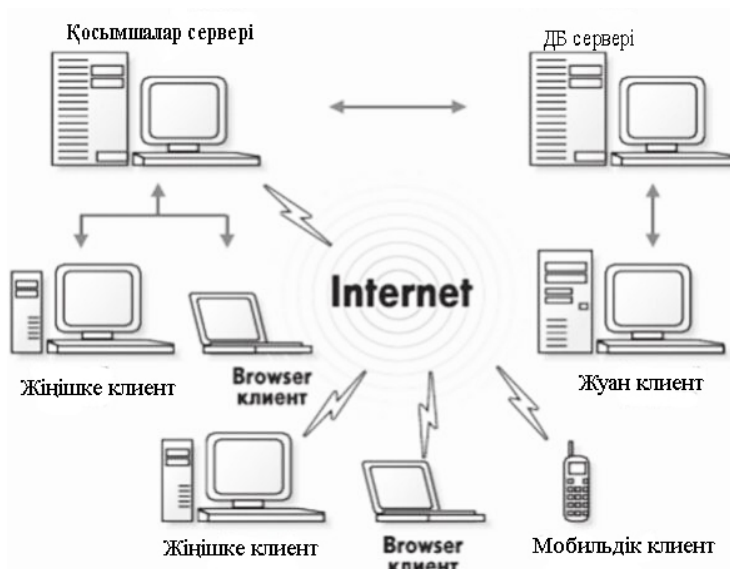 Қосымшалар сервері
ДБ сервері
Internet
Жіңішке клиент
Browser
клиент
Жуан клиент
Жіңішке клиент
Browser
клиент
Мобильдік клиент